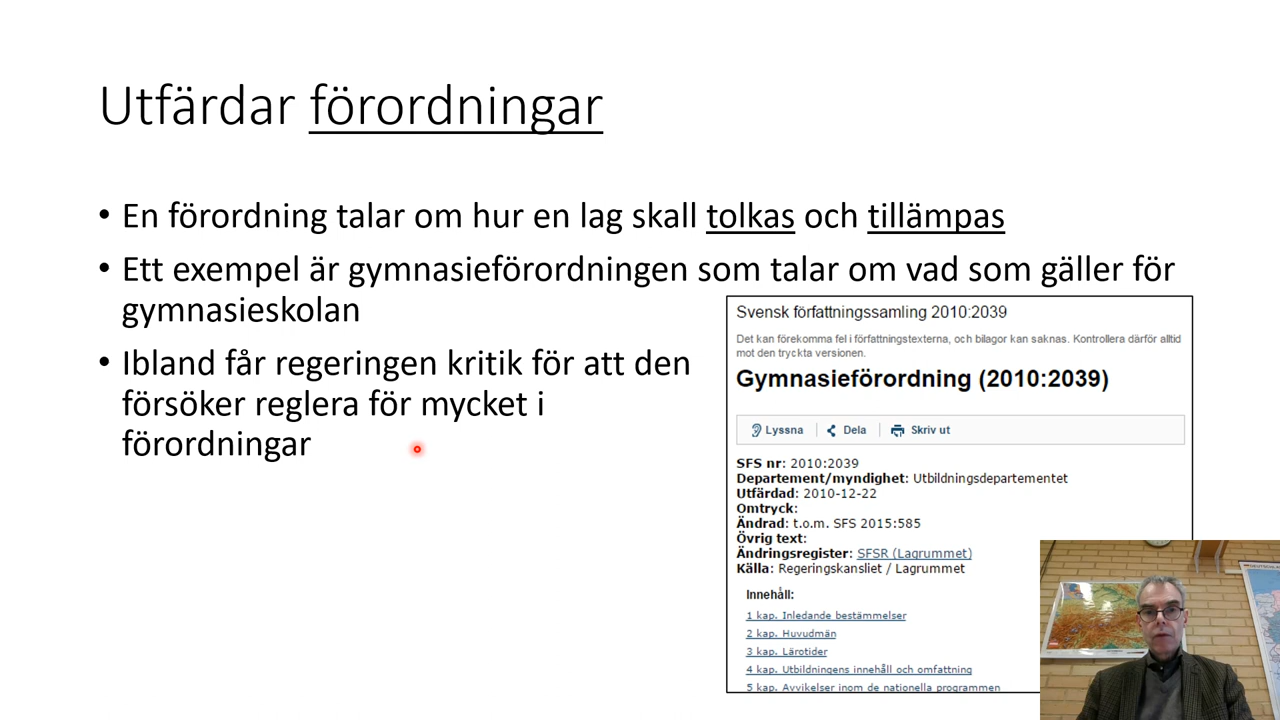 Utfärdar förordningar
• En förordning talar om hur en lag skall tolkas och tillämpas
• Ett exempel är gymnasieförordningen som talar om vad som gäller för
gymnasieskolan
• Ibland får regeringen kritik för att den
försöker reglera för mycket i
förordningar
Svensk författningssamling 2010:2039
Det kan förekomma fel i författningstexterna, och bilagor kan saknas. Kontrollera därför alltid
mot den tryckta versionen.
Gymnasieförordning (2010:2039)
Lyssna Dela Skriv ut
SFS nr: 2010:2039
Departement/myndighet: Utbildningsdepartementet
Utfärdad: 2010-12-22
Omtryck:
Ändrad: t.o.m. SFS 2015:585
Övrig text:
Ändringsregister: SFSR (Lagrummet)
Källa: Regeringskansliet / Lagrummet
Innehåll:
1 kap. Inledande bestämmelser
2 kap. Huvudmän
3 kap. Lärotider
4 kap. Utbildningens innehåll och omfattning
5 kap. Avvikelser inom de nationella programmen